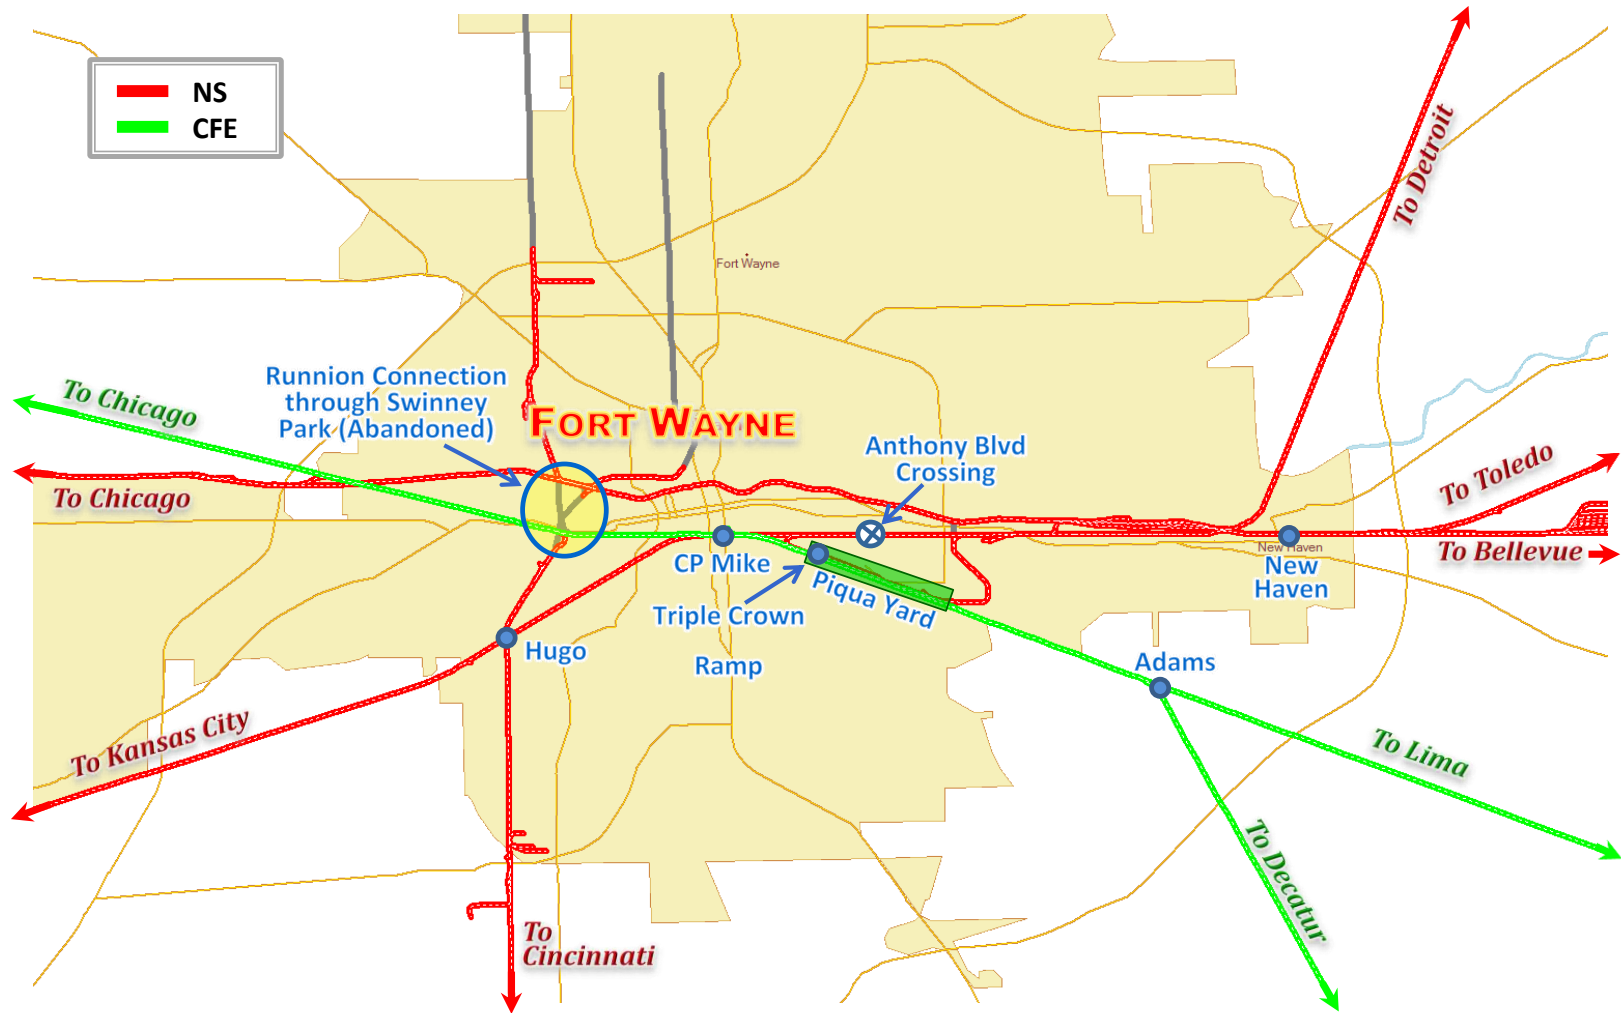 NS
CFE
To Detroit
Fort Wayne
Runnion Connection
through Swinney
Park (Abandoned)
To Chicago
FORT WAYNE
Anthony Blvd
Crossing
To Chicago
To Toledo
To Bellevue
New Haven
New
Haven
CP Mike
Piqua Yard
Triple Crown
Ramp
Hugo
Adams
To Kansas City
To Lima
To Decatur
To
Cincinnati